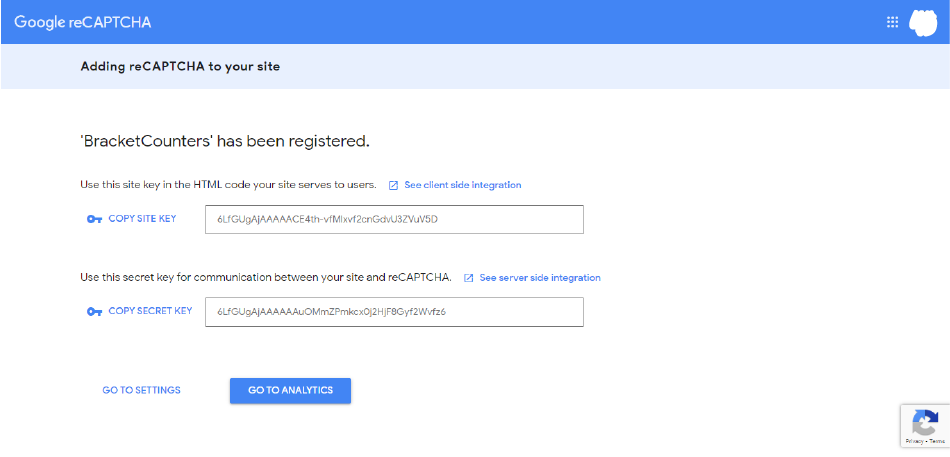 Google reCAPTCHA
Adding reCAPTCHA to your site
'BracketCounters' has been registered.
Use this site key in the HTML code your site serves to users. See client side integration
COPY SITE KEY 6LfGUgAjAAAAACE4th-vfMlxvf2cnGdvU3ZVuV5D
Use this secret key for communication between your site and reCAPTCHA. See server side integration
COPY SECRET KEY 6LfGUgAjAAAAAAuOMmZPmkcx0j2HjF8Gyf2Wvfz6
GO TO SETTINGS GO TO ANALYTICS
Privacy - Terms